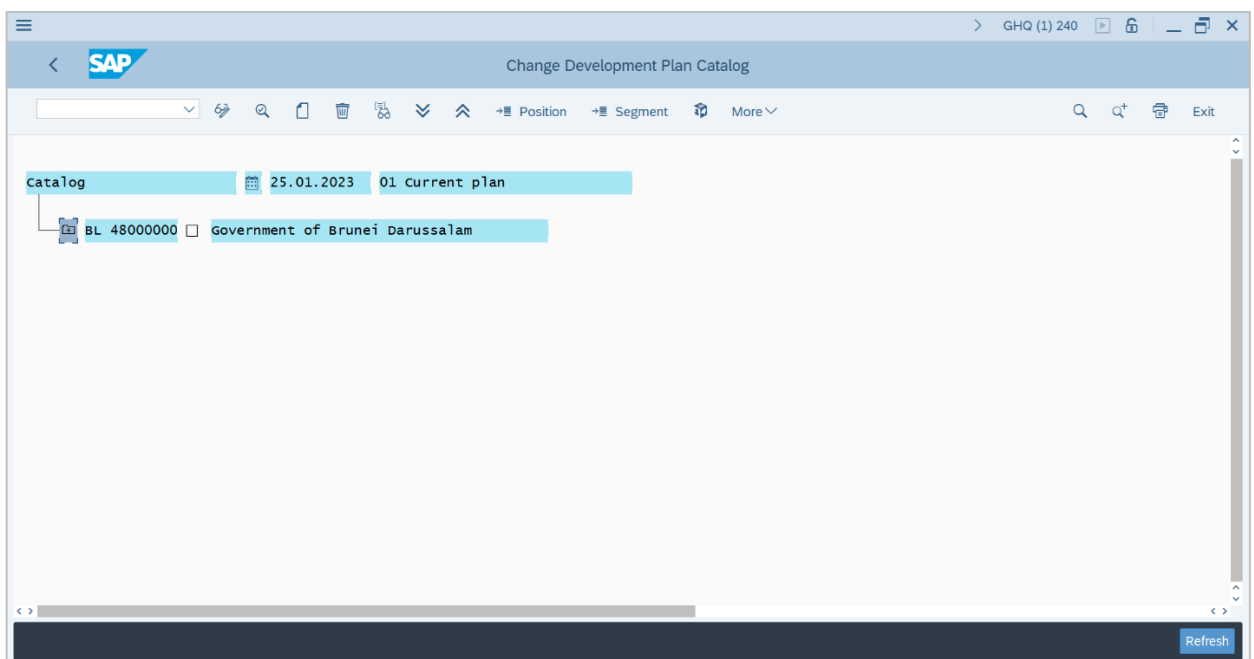 GHQ (1) 240
SAP
Change Development Plan Catalog
Position Segment More Exit
Catalog 25.01.2023 01 Current plan
BL 48000000 Government of Brunei Darussalam
Refresh